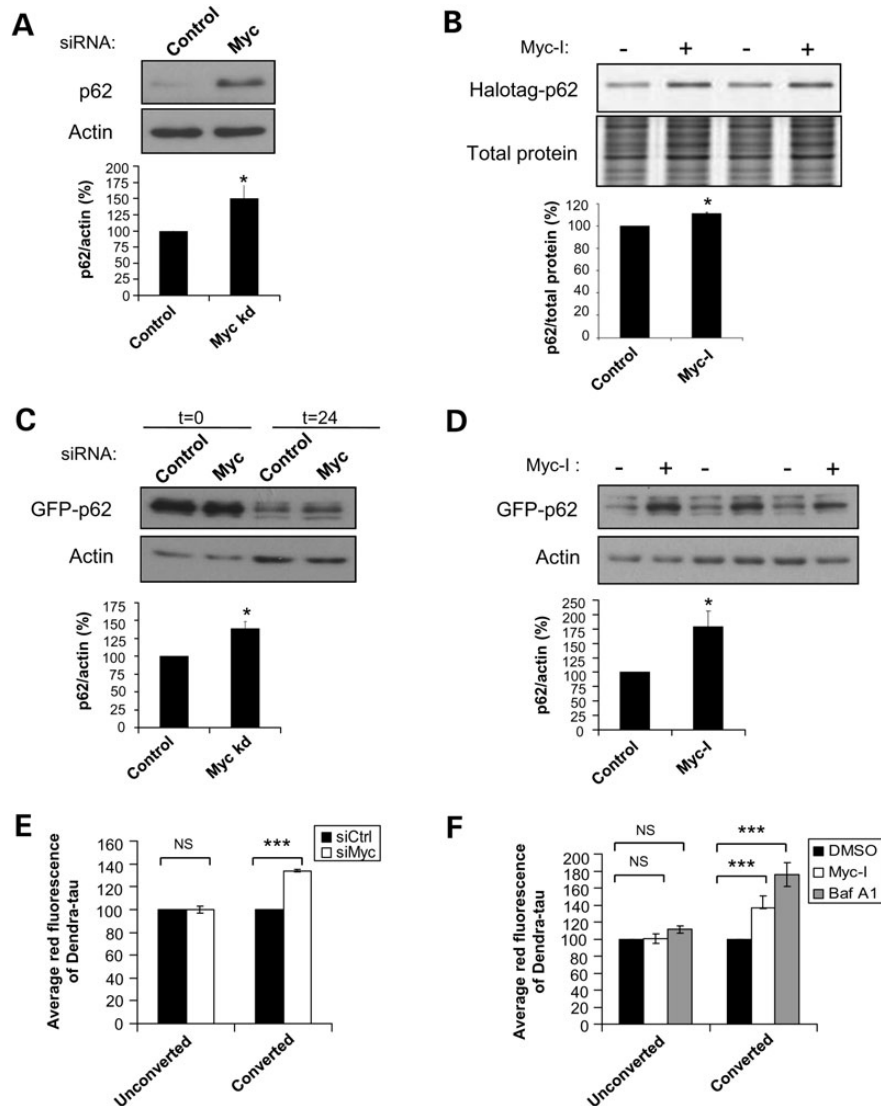 A
siRNA:
Control
Myc
p62
Actin
p62/actin (%)
200
175
150
125
100
75
50
25
0
*
Control
Myc kd
B
Myc-I: - + - +
Halotag-p62
Total protein
p62/total protein (%)
120
100
80
60
40
20
0
*
Control
Myc-I
C
t=0 t=24
siRNA:
Control
Myc
Control
Myc
GFP-p62
Actin
p62/actin (%)
175
150
125
100
75
50
25
0
*
Control
Myc kd
D
Myc-I : - + - - +
GFP-p62
Actin
p62/actin (%)
250
225
175
150
125
100
75
50
25
0
*
Control
Myc-I
E
Average red fluorescence
of Dendra-tau
160
140
120
100
80
60
40
20
0
NS
***
siCtrl
siMyc
Unconverted
Converted
F
Average red fluorescence
of Dendra-tau
200
180
160
140
120
100
80
60
40
20
0
NS
NS
***
***
DMSO
Myc-I
Baf A1
Unconverted
Converted